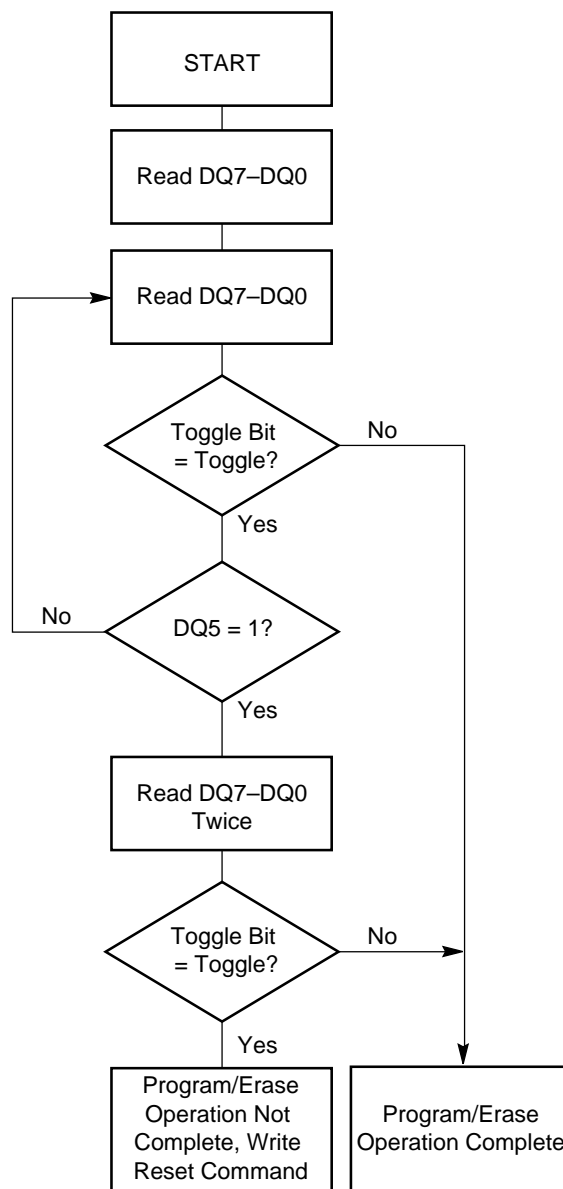 START
Read DQ7–DQ0
Read DQ7–DQ0
Toggle Bit
= Toggle?
No
Yes
No
DQ5 = 1?
Yes
Read DQ7–DQ0
Twice
Toggle Bit
= Toggle?
No
Yes
Program/Erase
Operation Not
Complete, Write
Reset Command
Program/Erase
Operation Complete